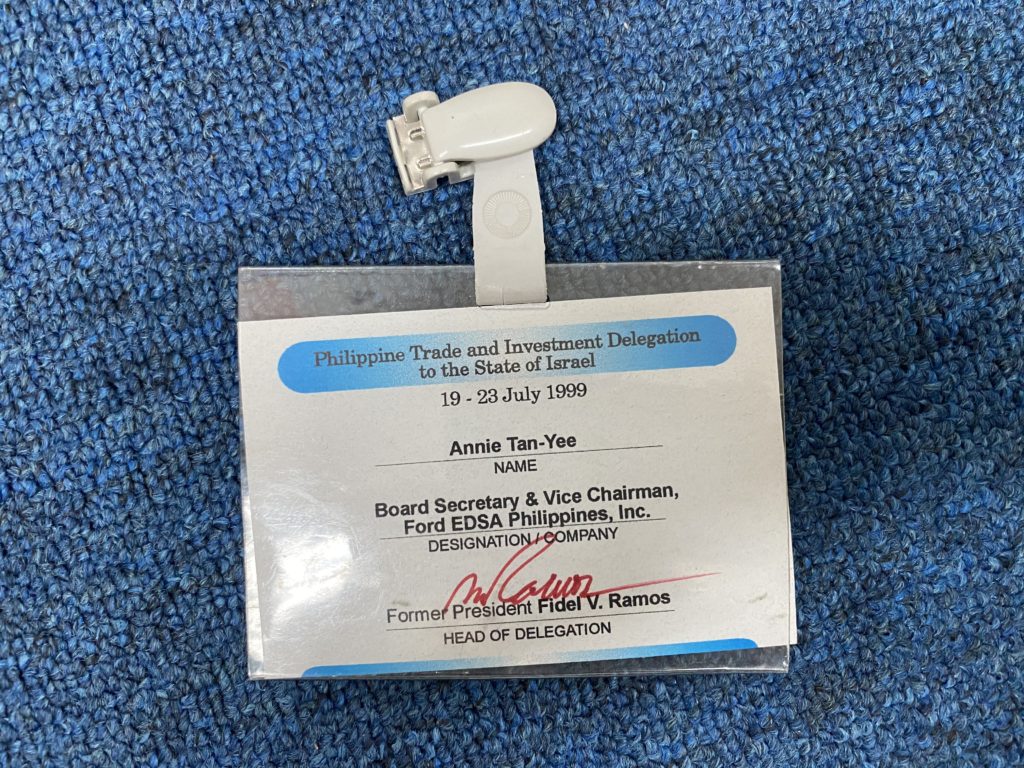 Philippine Trade and Investment Delegation
to the State of Israel
19 - 23 July 1999
Annie Tan-Yee
NAME
Board Secretary & Vice Chairman,
Ford EDSA Philippines, Inc.
DESIGNATION / COMPANY
Former President Fidel V. Ramos
HEAD OF DELEGATION